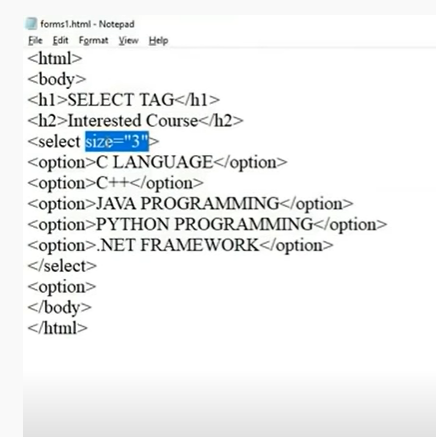 forms1.html - Notepad
File Edit Format View Help
<html>
<body>
<h1>SELECT TAG</h1>
<h2>Interested Course</h2>
<select size="3">
<option>C LANGUAGE</option>
<option>C++</option>
<option>JAVA PROGRAMMING</option>
<option>PYTHON PROGRAMMING</option>
<option>.NET FRAMEWORK</option>
</select>
<option>
</body>
</html>